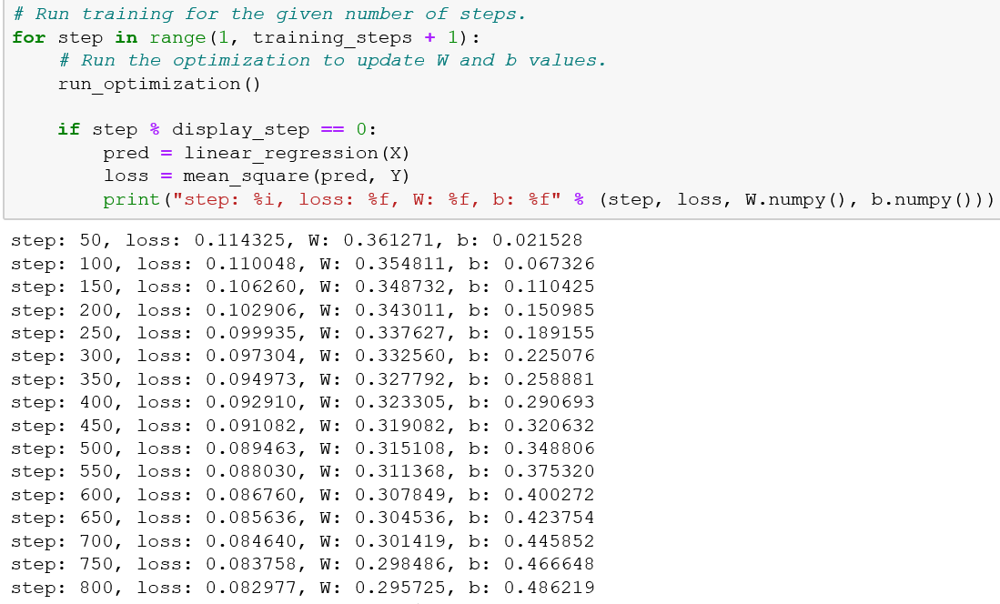 # Run training for the given number of steps.
for step in range(1, training_steps + 1):
    # Run the optimization to update W and b values.
    run_optimization()

    if step % display_step == 0:
        pred = linear_regression(X)
        loss = mean_square(pred, Y)
        print("step: %i, loss: %f, W: %f, b: %f" % (step, loss, W.numpy(), b.numpy()))
step: 50, loss: 0.114325, W: 0.361271, b: 0.021528
step: 100, loss: 0.110048, W: 0.354811, b: 0.067326
step: 150, loss: 0.106260, W: 0.348732, b: 0.110425
step: 200, loss: 0.102906, W: 0.343011, b: 0.150985
step: 250, loss: 0.099935, W: 0.337627, b: 0.189155
step: 300, loss: 0.097304, W: 0.332560, b: 0.225076
step: 350, loss: 0.094973, W: 0.327792, b: 0.258881
step: 400, loss: 0.092910, W: 0.323305, b: 0.290693
step: 450, loss: 0.091082, W: 0.319082, b: 0.320632
step: 500, loss: 0.089463, W: 0.315108, b: 0.348806
step: 550, loss: 0.088030, W: 0.311368, b: 0.375320
step: 600, loss: 0.086760, W: 0.307849, b: 0.400272
step: 650, loss: 0.085636, W: 0.304536, b: 0.423754
step: 700, loss: 0.084640, W: 0.301419, b: 0.445852
step: 750, loss: 0.083758, W: 0.298486, b: 0.466648
step: 800, loss: 0.082977, W: 0.295725, b: 0.486219